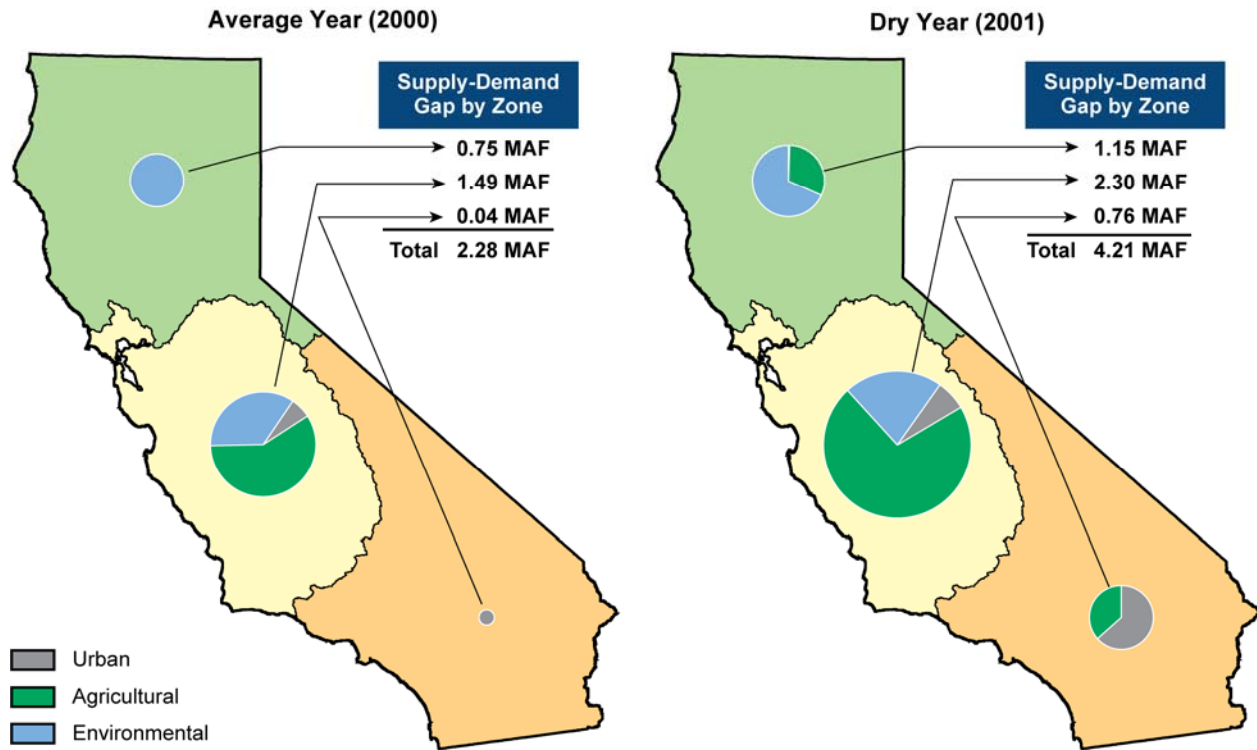 Average Year (2000)
Supply-Demand
Gap by Zone
0.75 MAF
1.49 MAF
0.04 MAF
Total 2.28 MAF
Dry Year (2001)
Supply-Demand
Gap by Zone
1.15 MAF
2.30 MAF
0.76 MAF
Total 4.21 MAF
Urban
Agricultural
Environmental